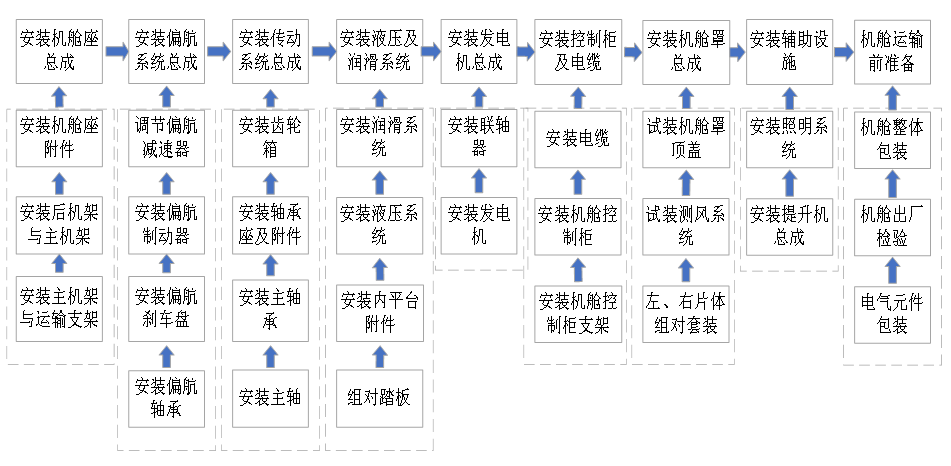 安装机舱座
总成
安装偏航
系统总成
安装传动
系统总成
安装液压及
润滑系统
安装发电
机总成
安装控制柜
及电缆
安装机舱罩
总成
安装辅助设
施
机舱运输
前准备
安装机舱座
附件
调节偏航
减速器
安装齿轮
箱
安装润滑系
统
安装联轴
器
安装电缆
试装机舱罩
顶盖
安装照明系
统
机舱整体
包装
安装后机架
与主机架
安装偏航
制动器
安装轴承
座及附件
安装液压系
统
安装发电
机
安装机舱控
制柜
试装测风系
统
安装提升机
总成
机舱出厂
检验
安装主机架
与运输支架
安装偏航
刹车盘
安装主轴
承
安装内平台
附件
安装机舱控
制柜支架
左、右片体
组对套装
电气元件
包装
安装偏航
轴承
安装主轴
组对踏板